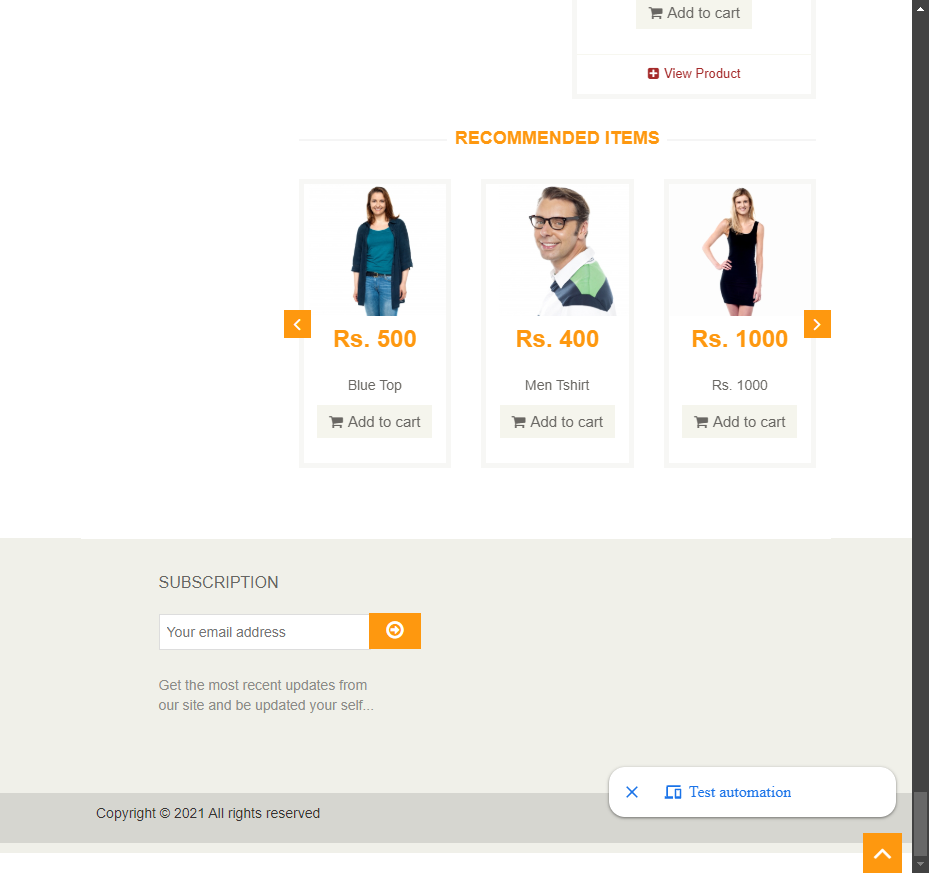 Add to cart
View Product
RECOMMENDED ITEMS
Rs. 500
Rs. 400
Rs. 1000
Blue Top
Men Tshirt
Rs. 1000
Add to cart
Add to cart
Add to cart
SUBSCRIPTION
Your email address
Get the most recent updates from
our site and be updated your self...
Test automation
Copyright © 2021 All rights reserved